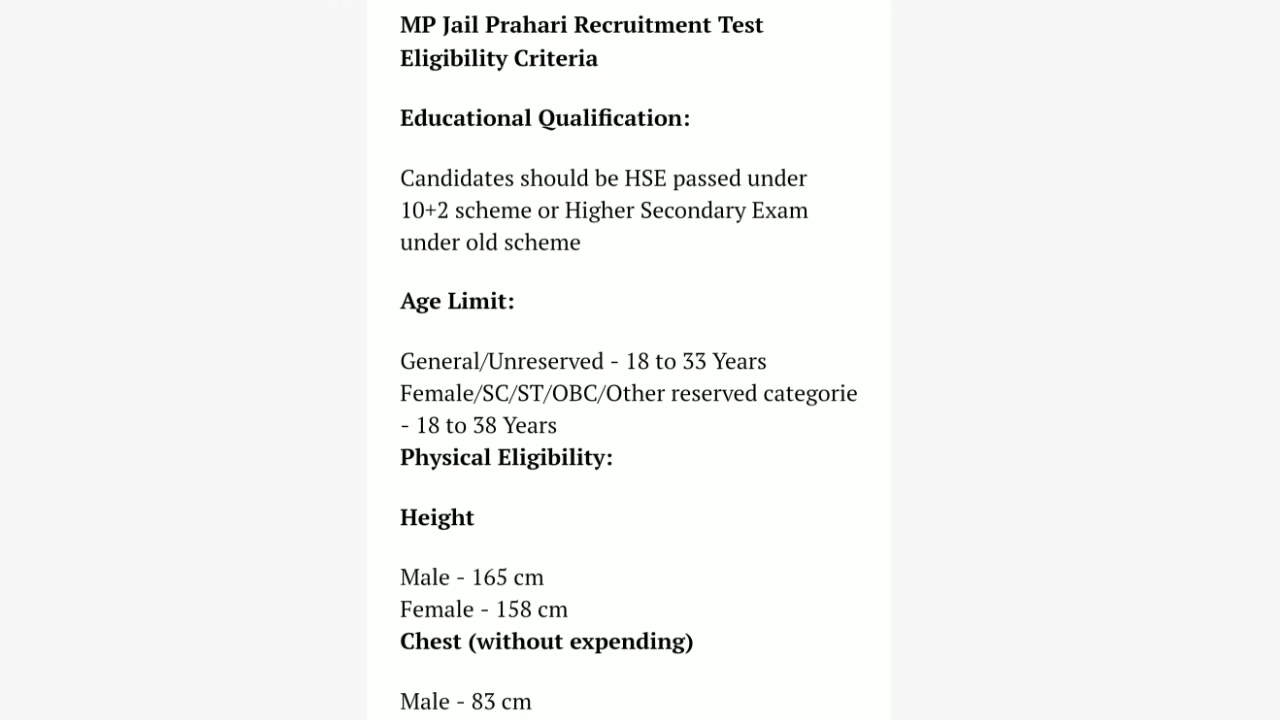 MP Jail Prahari Recruitment Test
Eligibility Criteria
Educational Qualification:
Candidates should be HSE passed under
10+2 scheme or Higher Secondary Exam
under old scheme
Age Limit:
General/Unreserved - 18 to 33 Years
Female/SC/ST/OBC/Other reserved categorie
- 18 to 38 Years
Physical Eligibility:
Height
Male - 165 cm
Female - 158 cm
Chest (without expending)
Male - 83 cm